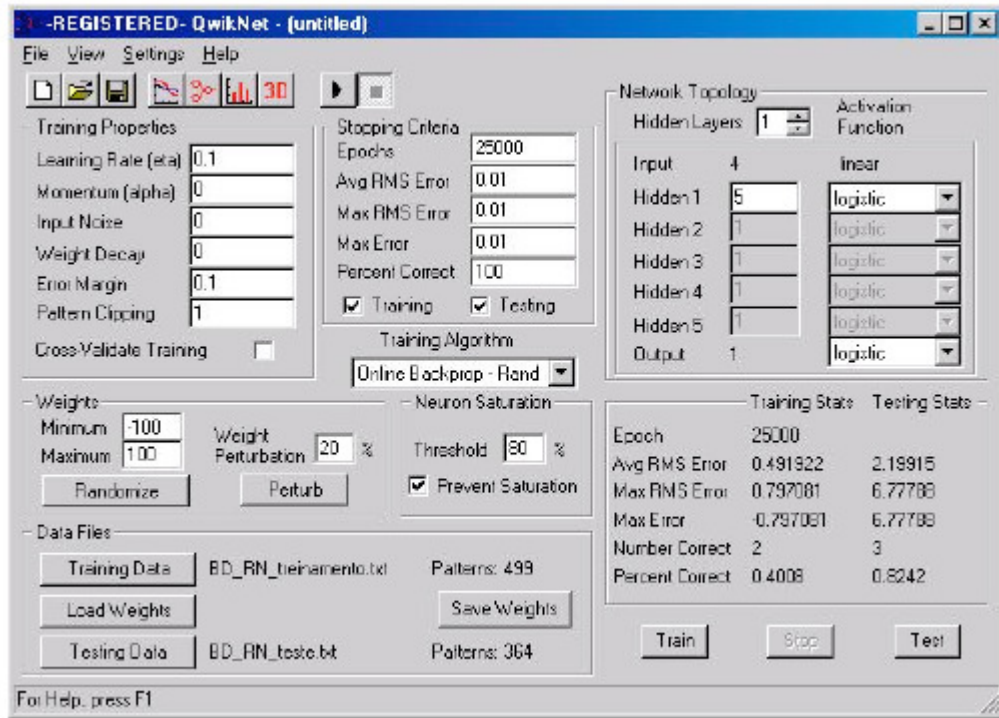 -REGISTERED- QwikNet - (untitled)
File View Settings Help
3D
Training Properties
Learning Rate (eta) 0.1
Momentum (alpha) 0
Input Noise 0
Weight Decay 0
Error Margin 0.1
Pattern Clipping 1
Cross-Validate Training
Stopping Criteria
Epochs 25000
Avg RMS Error 0.01
Max RMS Error 0.01
Max Error 0.01
Percent Correct 100
Training Testing
Training Algorithm
Online Backprop - Rand
Network Topology
Hidden Layers 1 Activation Function
Input 4 linear
Hidden 1 5 logistic
Hidden 2 1 logistic
Hidden 3 1 logistic
Hidden 4 1 logistic
Hidden 5 1 logistic
Output 1 logistic
Weights
Minimum -100
Maximum 100
Weight Perturbation 20 %
Randomize Perturb
Neuron Saturation
Threshold 80 %
Prevent Saturation
Training Stats Testing Stats
Epoch 25000
Avg RMS Error 0.491922 2.19915
Max RMS Error 0.797081 6.77788
Max Error -0.797081 6.77788
Number Correct 2 3
Percent Correct 0.4008 0.8242
Data Files
Training Data BD_RN_treinamento.txt Patterns: 499
Load Weights Save Weights
Testing Data BD_RN_teste.txt Patterns: 364
Train Stop Test
For Help, press F1